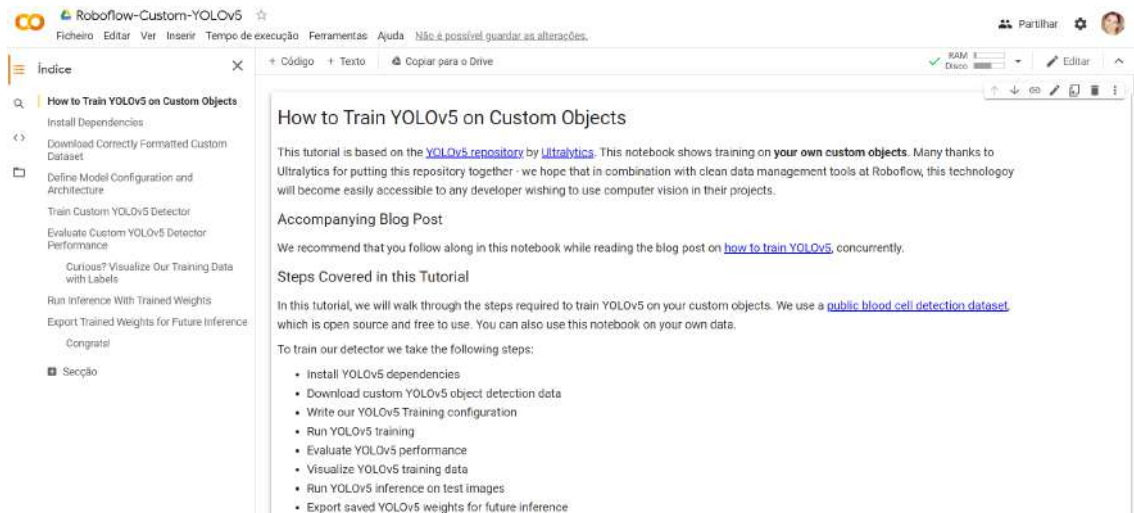 Roboflow-Custom-YOLOv5
Ficheiro Editar Ver Inserir Tempo de execução Ferramentas Ajuda Não é possível guardar as alterações.
Partilhar
Índice
+ Código + Texto Copiar para o Drive
RAM
Disco
Editar
How to Train YOLOv5 on Custom Objects
Install Dependencies
Download Correctly Formatted Custom
Dataset
Define Model Configuration and
Architecture
Train Custom YOLOv5 Detector
Evaluate Custom YOLOv5 Detector
Performance
Curious? Visualize Our Training Data
with Labels
Run Inference With Trained Weights
Export Trained Weights for Future Inference
Congrats!
Secção
How to Train YOLOv5 on Custom Objects
This tutorial is based on the YOLOv5 repository by Ultralytics. This notebook shows training on your own custom objects. Many thanks to
Ultralytics for putting this repository together - we hope that in combination with clean data management tools at Roboflow, this technologoy
will become easily accessible to any developer wishing to use computer vision in their projects.
Accompanying Blog Post
We recommend that you follow along in this notebook while reading the blog post on how to train YOLOv5, concurrently.
Steps Covered in this Tutorial
In this tutorial, we will walk through the steps required to train YOLOv5 on your custom objects. We use a public blood cell detection dataset,
which is open source and free to use. You can also use this notebook on your own data.
To train our detector we take the following steps:
• Install YOLOv5 dependencies
• Download custom YOLOv5 object detection data
• Write our YOLOv5 Training configuration
• Run YOLOv5 training
• Evaluate YOLOv5 performance
• Visualize YOLOv5 training data
• Run YOLOv5 inference on test images
• Export saved YOLOv5 weights for future inference